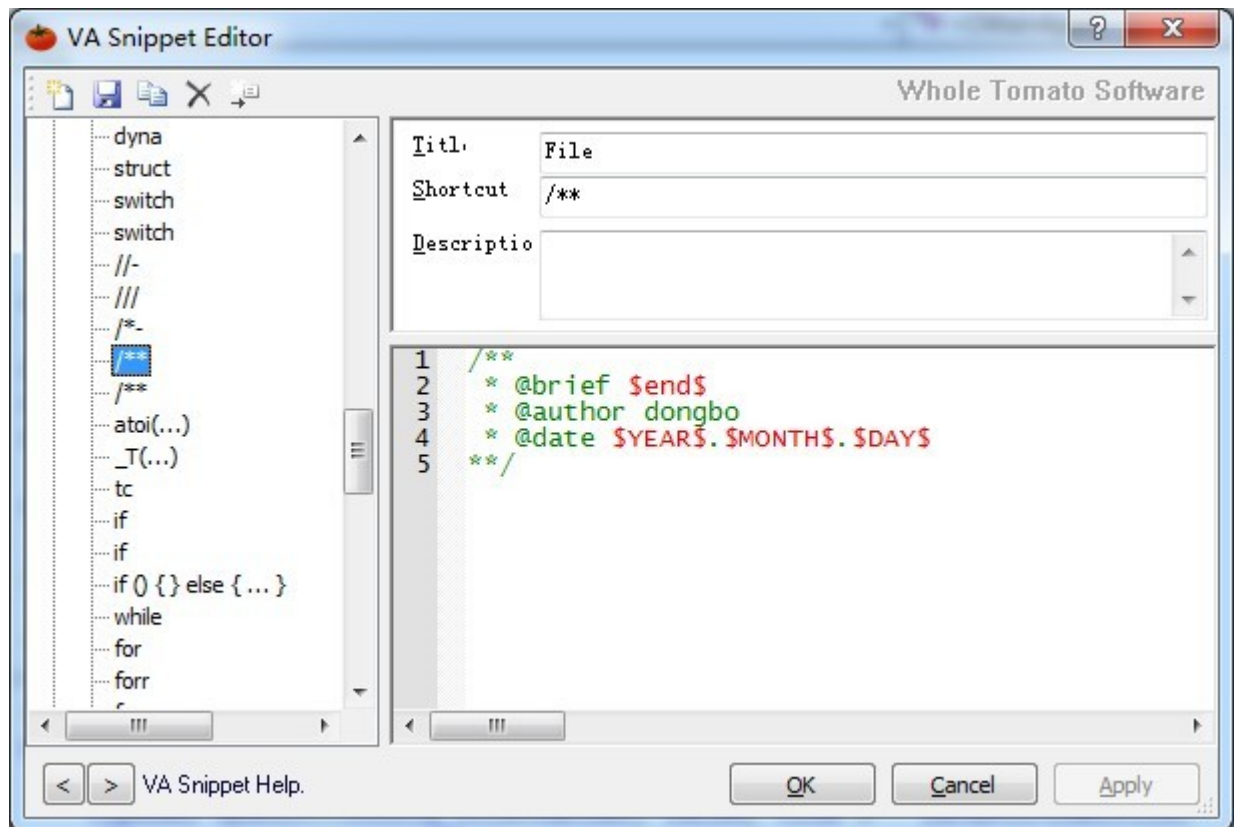 VA Snippet Editor
Whole Tomato Software
dyna
struct
switch
switch
//-
///
/*-
/**
/**
atoi(...)
_T(...)
tc
if
if
if () { } else { ... }
while
for
forr
Titl
File
Shortcut
/**
Descriptio
1 /**
2 * @brief $end$
3 * @author dongbo
4 * @date $YEAR$.$MONTH$.$DAY$
5 **/
< > VA Snippet Help.
OK
Cancel
Apply